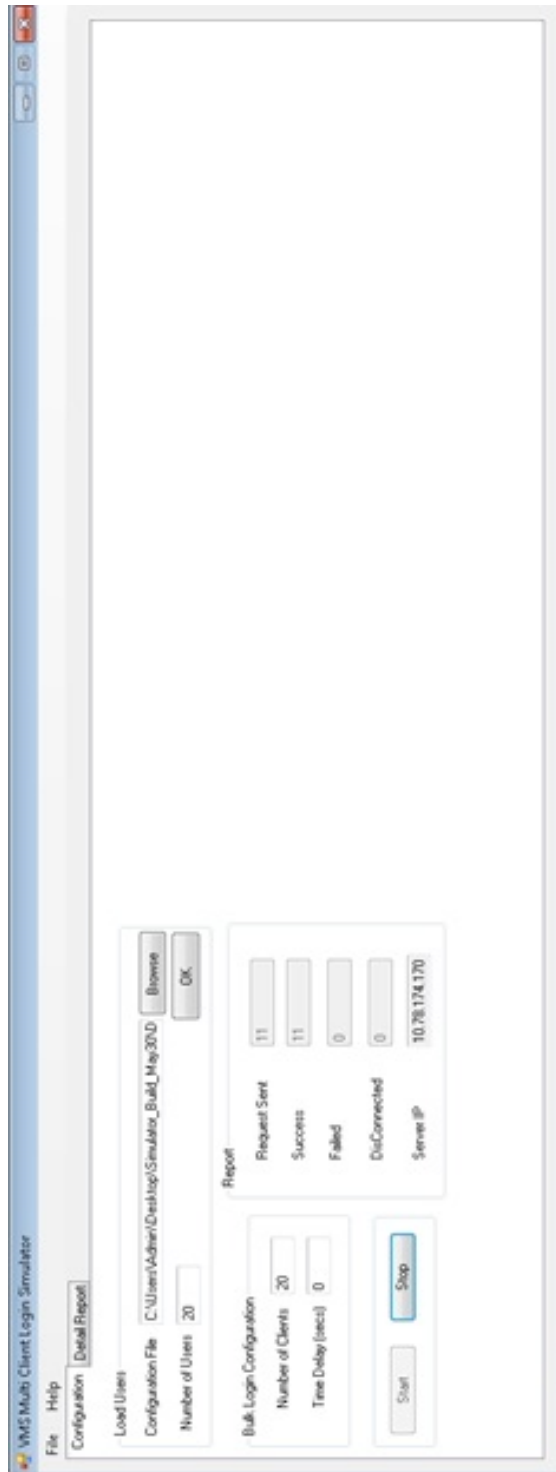 VMS Multi Client Login Simulator
File Help
Configuration Detail Report
Load Users
Configuration File C:\Users\Admin\Desktop\Simulator_Build_May30\D Browse
Number of Users 20 OK
Bulk Login Configuration
Number of Clients 20
Time Delay (secs) 0
Start Stop
Report
Request Sent 11
Success 11
Failed 0
DisConnected 0
Server IP 10.78.174.170